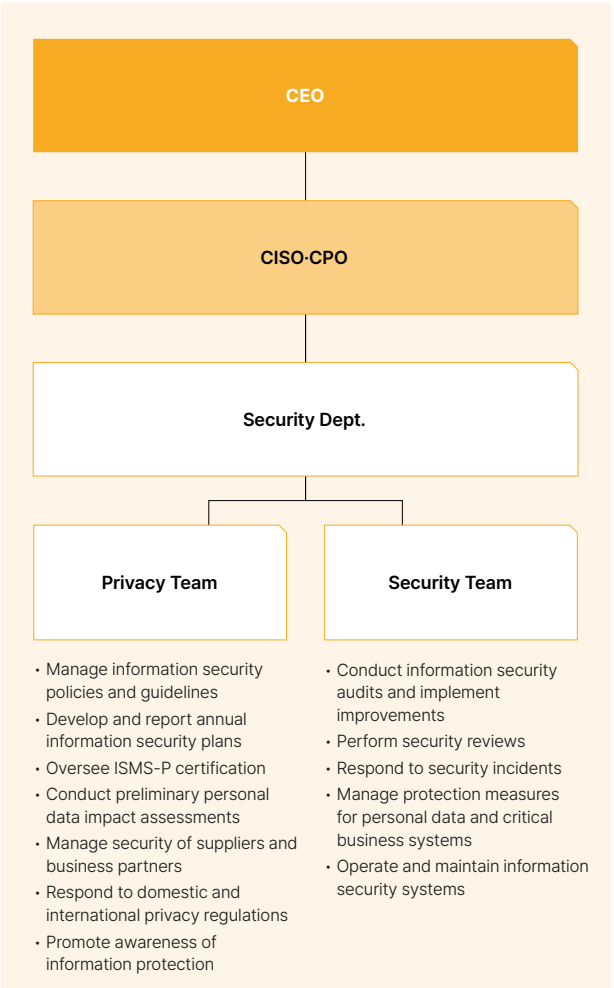 CEO
CISO·CPO
Security Dept.
Privacy Team
• Manage information security
policies and guidelines
• Develop and report annual
information security plans
• Oversee ISMS-P certification
• Conduct preliminary personal
data impact assessments
• Manage security of suppliers and
business partners
• Respond to domestic and
international privacy regulations
• Promote awareness of
information protection
Security Team
• Conduct information security
audits and implement
improvements
• Perform security reviews
• Respond to security incidents
• Manage protection measures
for personal data and critical
business systems
• Operate and maintain information
security systems